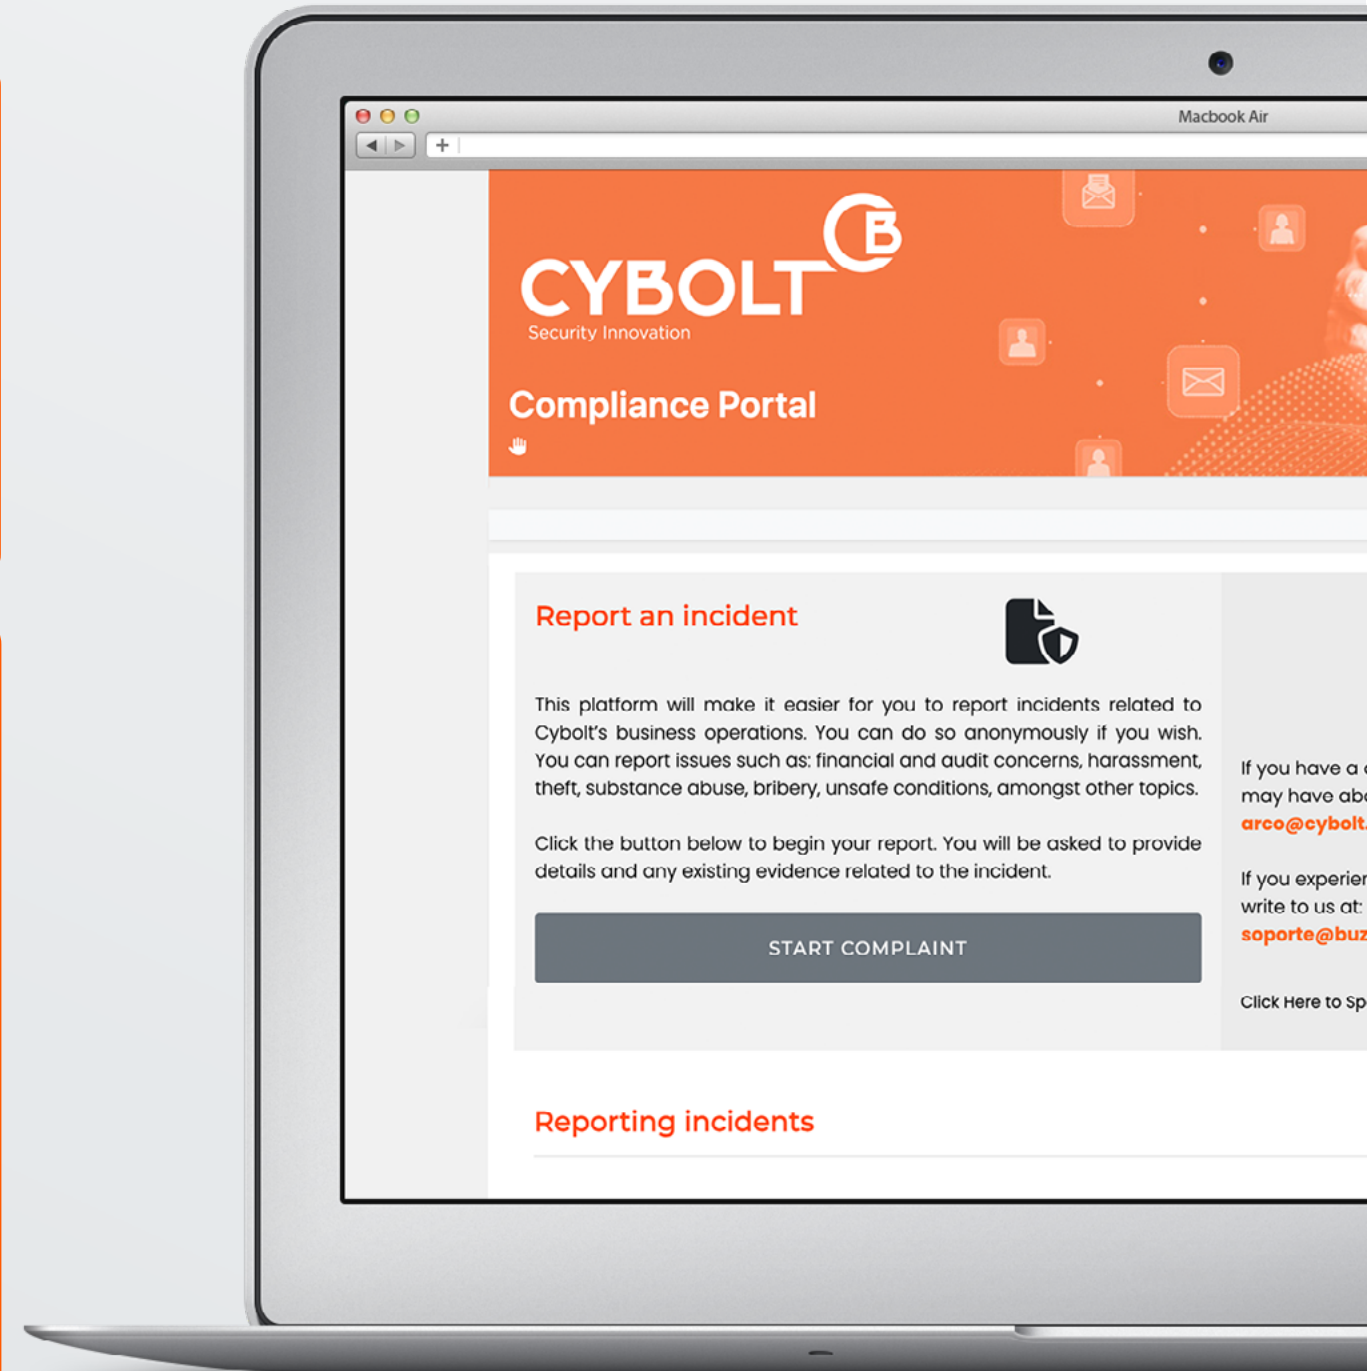 Macbook Air
CB
CYBOLT
Security Innovation
Compliance Portal
Report an incident
This platform will make it easier for you to report incidents related to
Cybolt's business operations. You can do so anonymously if you wish.
You can report issues such as: financial and audit concerns, harassment,
theft, substance abuse, bribery, unsafe conditions, amongst other topics.
Click the button below to begin your report. You will be asked to provide
details and any existing evidence related to the incident.
START COMPLAINT
If you have a
may have
arco@cybolt.
If you
write to us at:
soporte@buz
Click Here to
Reporting incidents